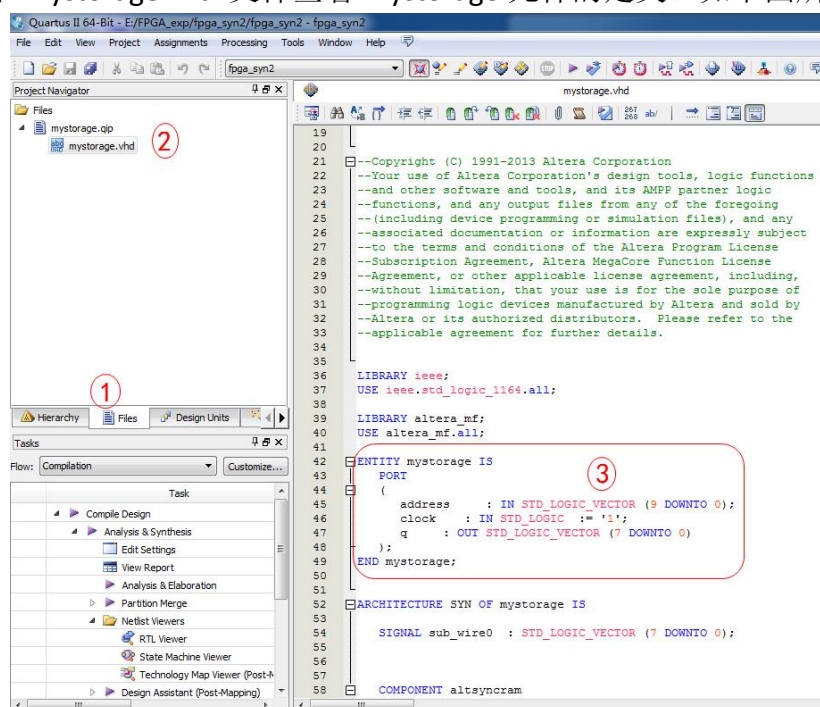 Quartus II 64-Bit - E:/FPGA_exp/fpga_syn2/fpga_syn2 - fpga_syn2
File Edit View Project Assignments Processing Tools Window Help
fpga_syn2
Project Navigator
mystorage.vhd
Files
mystorage.qip
mystorage.vhd
2
1
Hierarchy Files Design Units
Tasks
Flow: Compilation Customize...
Task
Compile Design
Analysis & Synthesis
Edit Settings
View Report
Analysis & Elaboration
Partition Merge
Netlist Viewers
RTL Viewer
State Machine Viewer
Technology Map Viewer (Post-M
Design Assistant (Post-Mapping)
267
268 ab/
19
20
21 --Copyright (C) 1991-2013 Altera Corporation
22 --Your use of Altera Corporation's design tools, logic functions
23 --and other software and tools, and its AMPP partner logic
24 --functions, and any output files from any of the foregoing
25 --(including device programming or simulation files), and any
26 --associated documentation or information are expressly subject
27 --to the terms and conditions of the Altera Program License
28 --Subscription Agreement, Altera MegaCore Function License
29 --Agreement, or other applicable license agreement, including,
30 --without limitation, that your use is for the sole purpose of
31 --programming logic devices manufactured by Altera and sold by
32 --Altera or its authorized distributors.  Please refer to the
33 --applicable agreement for further details.
34
35
36 LIBRARY ieee;
37 USE ieee.std_logic_1164.all;
38
39 LIBRARY altera_mf;
40 USE altera_mf.all;
41
42 ENTITY mystorage IS
3
43 PORT
44 (
45 address : IN STD_LOGIC_VECTOR (9 DOWNTO 0);
46 clock : IN STD_LOGIC := '1';
47 q : OUT STD_LOGIC_VECTOR (7 DOWNTO 0)
48 );
49 END mystorage;
50
51
52 ARCHITECTURE SYN OF mystorage IS
53
54 SIGNAL sub_wire0 : STD_LOGIC_VECTOR (7 DOWNTO 0);
55
56
57
58 COMPONENT altsyncram